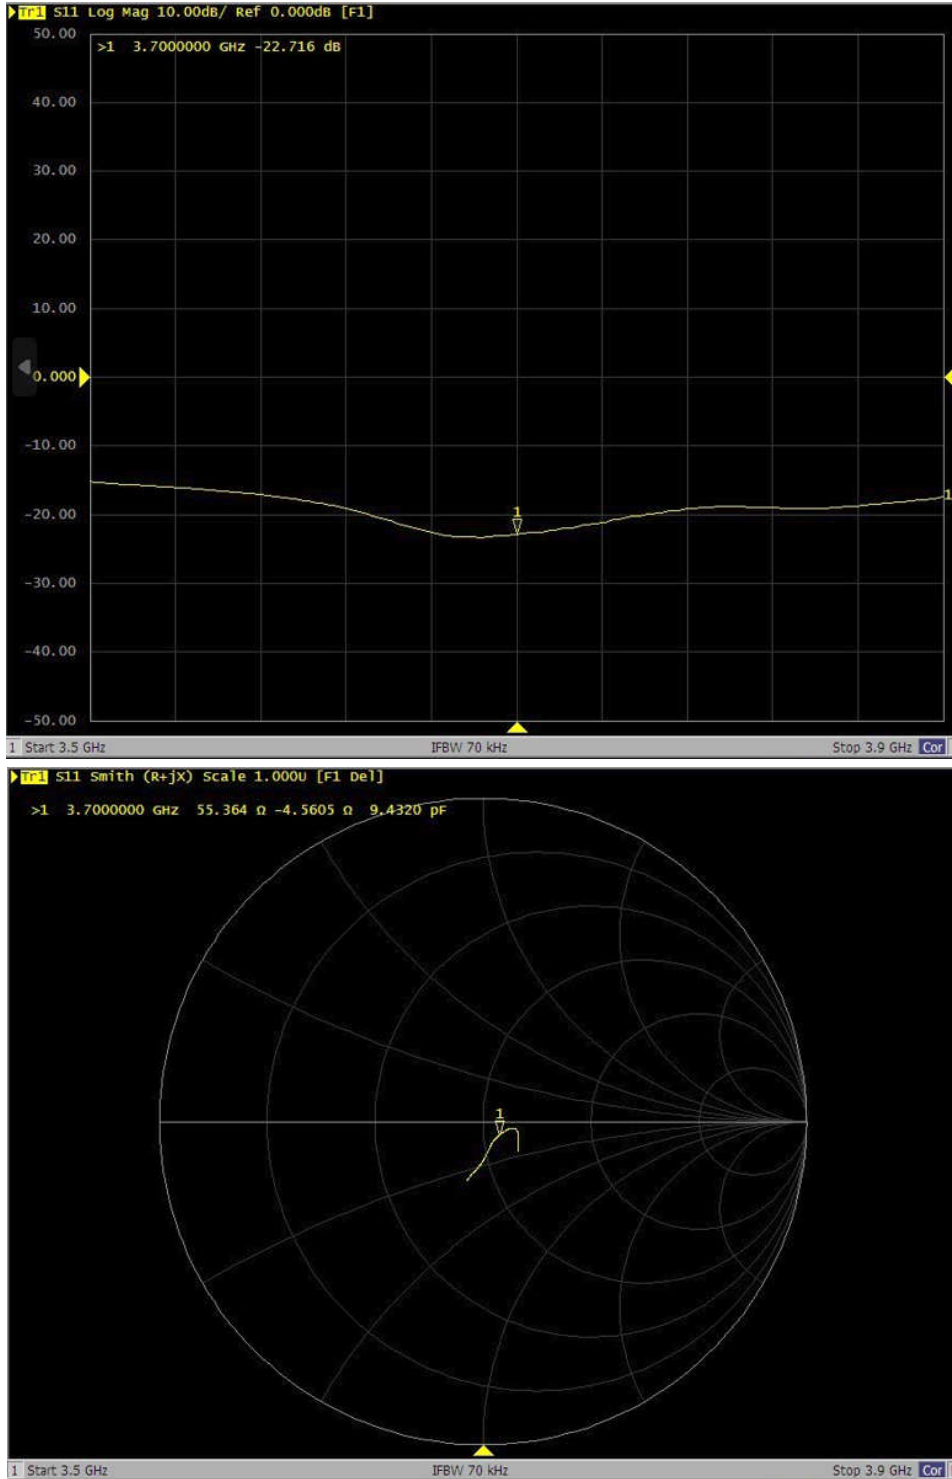 Tr1 S11 Log Mag 10.00dB/ Ref 0.000dB [F1]
50.00
>1 3.7000000 GHz -22.716 dB
40.00
30.00
20.00
10.00
0.000
-10.00
1
-20.00
1
-30.00
-40.00
-50.00
1 Start 3.5 GHz IFBW 70 kHz Stop 3.9 GHz Cor
Tr1 S11 Smith (R+jX) Scale 1.000U [F1 Del]
>1 3.7000000 GHz 55.364 Ω -4.5605 Ω 9.4320 pF
1
1 Start 3.5 GHz IFBW 70 kHz Stop 3.9 GHz Cor